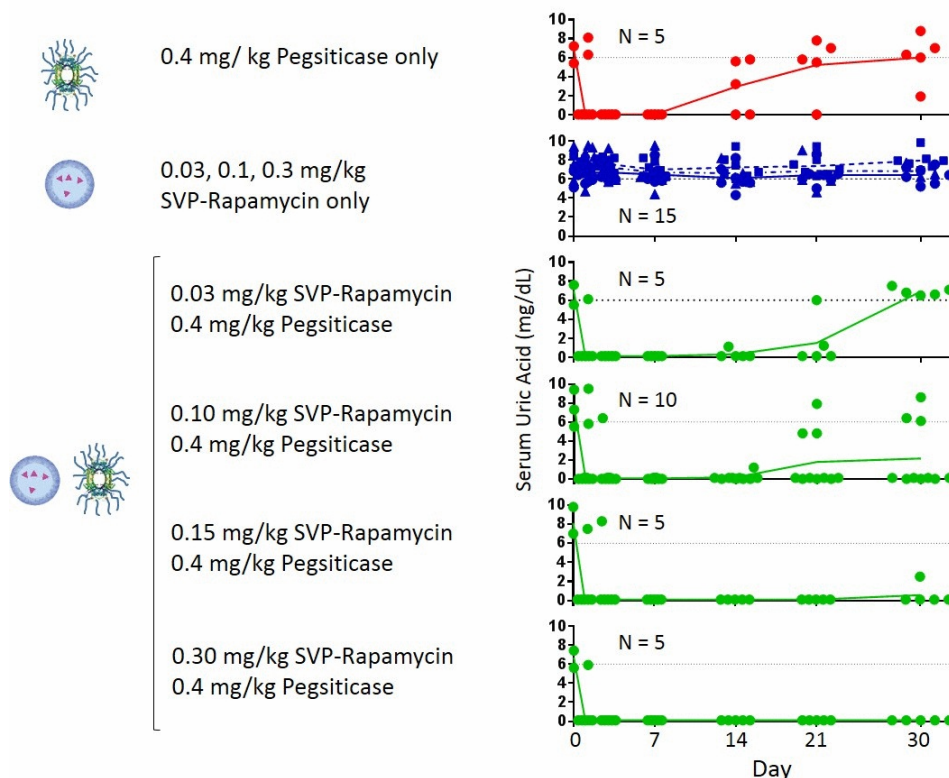 0.4 mg/ kg Pegsiticase only
10
8
6
4
2
0
N = 5
0.03, 0.1, 0.3 mg/kg
SVP-Rapamycin only
10
8
6
4
2
0
N = 15
Serum Uric Acid (mg/dL)
0.03 mg/kg SVP-Rapamycin
0.4 mg/kg Pegsiticase
10
8
6
4
2
0
N = 5
0.10 mg/kg SVP-Rapamycin
0.4 mg/kg Pegsiticase
10
8
6
4
2
0
N = 10
0.15 mg/kg SVP-Rapamycin
0.4 mg/kg Pegsiticase
10
8
6
4
2
0
N = 5
0.30 mg/kg SVP-Rapamycin
0.4 mg/kg Pegsiticase
10
8
6
4
2
0
N = 5
0 7 14 21 30
Day